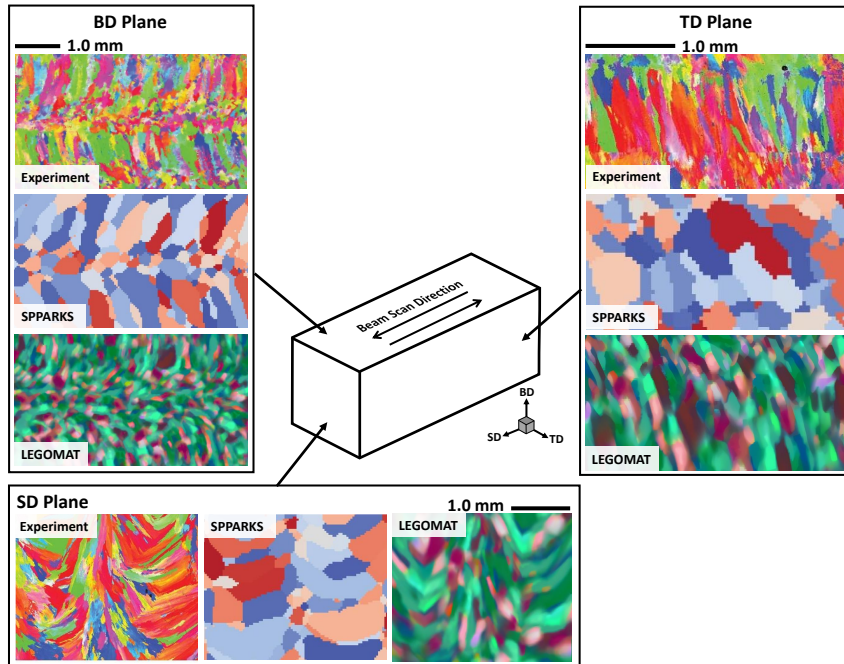 BD Plane
1.0 mm
Experiment
SPPARKS
LEGOMAT
TD Plane
1.0 mm
Experiment
SPPARKS
LEGOMAT
Beam Scan Direction
BD
SD
TD
SD Plane
1.0 mm
Experiment
SPPARKS
LEGOMAT